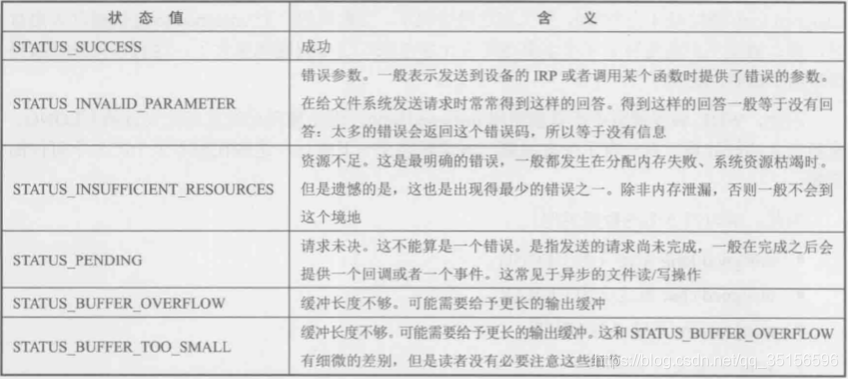 状 态 值
含 义
STATUS_SUCCESS
成功
STATUS_INVALID_PARAMETER
错误参数。一般表示发送到设备的 IRP 或者调用某个函数时提供了错误的参数。
在给文件系统发送请求时常常得到这样的回答。得到这样的回答一般等于没有回
答：太多的错误会返回这个错误码，所以等于没有信息
STATUS_INSUFFICIENT_RESOURCES
资源不足。这是最明确的错误，一般都发生在分配内存失败、系统资源枯竭时。
但是遗憾的是，这也是出现得最少的错误之一。除非内存泄漏，否则一般不会到
这个境地
STATUS_PENDING
请求未决。这不能算是一个错误。是指发送的请求尚未完成，一般在完成之后会
提供一个回调或者一个事件。这常见于异步的文件读/写操作
STATUS_BUFFER_OVERFLOW
缓冲长度不够。可能需要给予更长的输出缓冲
STATUS_BUFFER_TOO_SMALL
缓冲长度不够。可能需要给予更长的输出缓冲。这和 STATUS_BUFFER_OVERFLOW
有细微的差别，但是读者没有必要注意这些细节
https://blog.csdn.net/qq_35158596